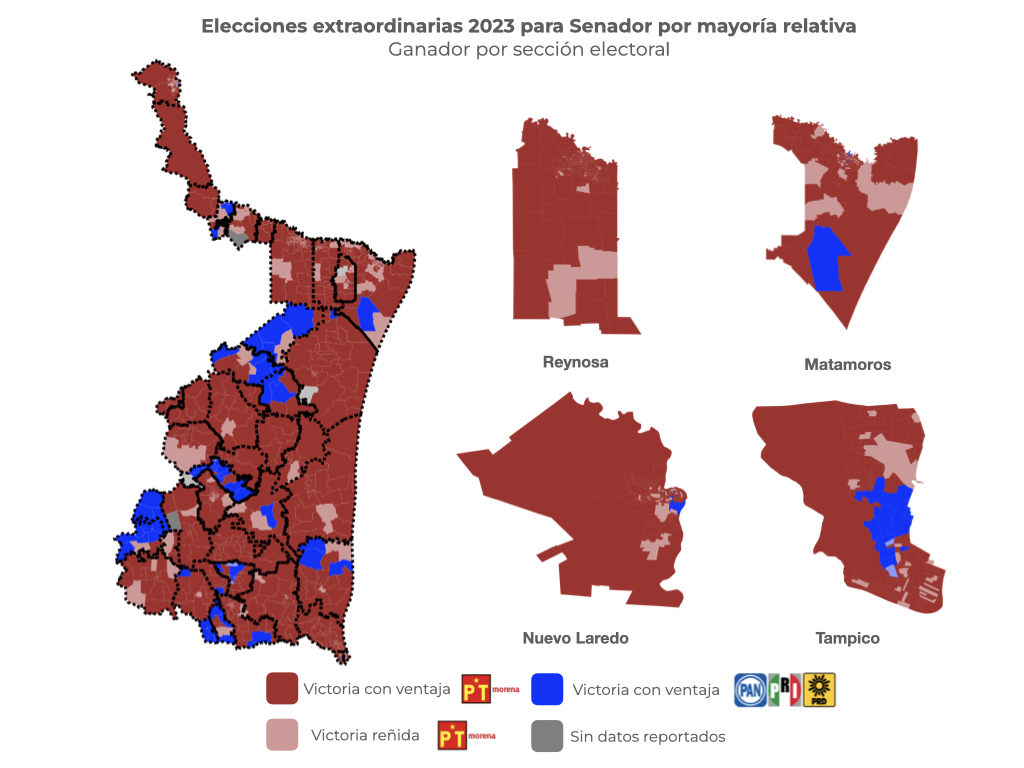 Elecciones extraordinarias 2023 para Senador por mayoría relativa
Ganador por sección electoral
Reynosa
Matamoros
Nuevo Laredo
Tampico
Victoria con ventaja PT morena
Victoria con ventaja PAN PRI PRD
Victoria reñida PT morena
Sin datos reportados